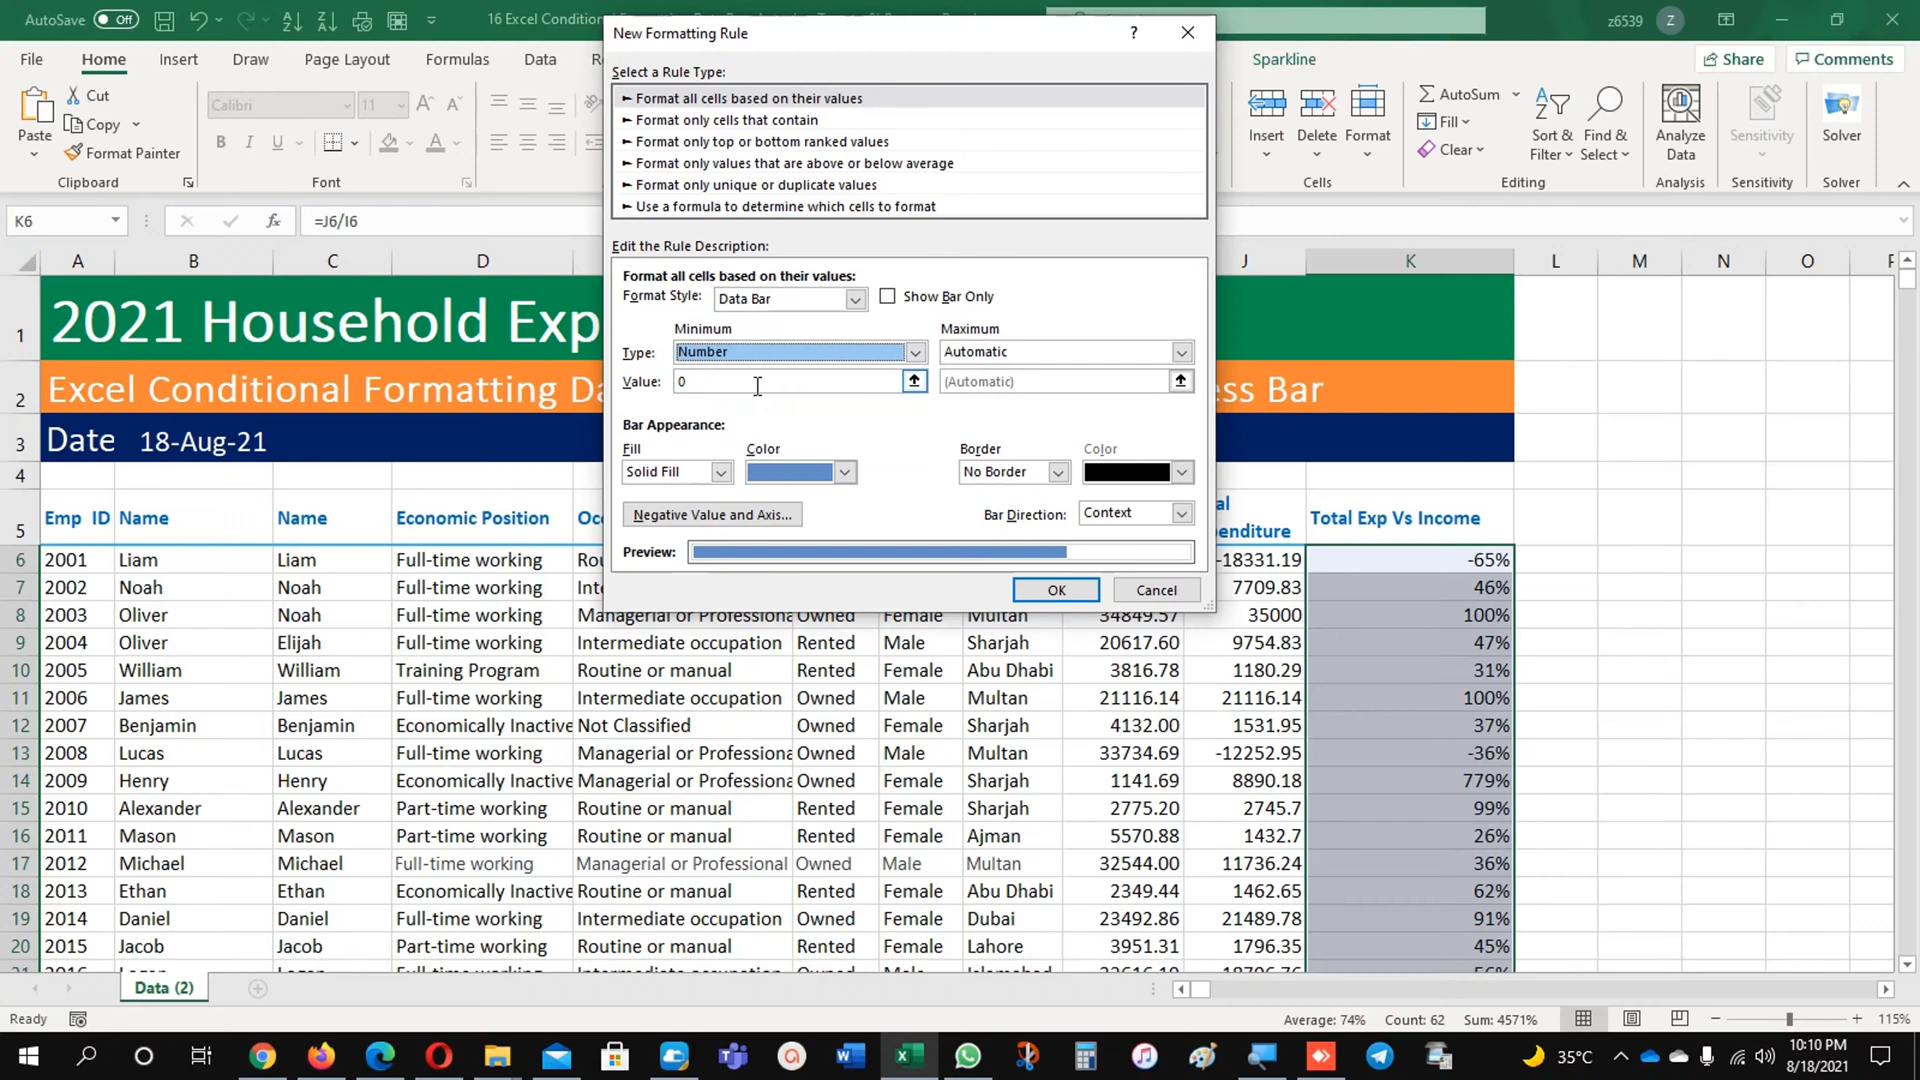 AutoSave Off
16 Excel Condition
z6539 Z
File Home Insert Draw Page Layout Formulas Data Sparkline Share Comments
Paste
Cut
Copy
Format Painter
Clipboard
Calibri 11
B I U A
Font
Insert Delete Format
Cells
AutoSum
Fill
Clear
Sort & Filter
Find & Select
Editing
Analyze Data
Analysis
Sensitivity
Sensitivity
Solver
Solver
K6 fx =J6/I6
New Formatting Rule ?
Select a Rule Type:
► Format all cells based on their values
► Format only cells that contain
► Format only top or bottom ranked values
► Format only values that are above or below average
► Format only unique or duplicate values
► Use a formula to determine which cells to format
Edit the Rule Description:
Format all cells based on their values:
Format Style: Data Bar Show Bar Only
Minimum Maximum
Type: Number Automatic
Value: 0 (Automatic)
Bar Appearance:
Fill Color Border Color
Solid Fill No Border
Negative Value and Axis... Bar Direction: Context
Preview:
OK Cancel
A B C D J K L M N O
1 2021 Household Exp
2 Excel Conditional Formatting Da ess Bar
3 Date 18-Aug-21
4
5 Emp ID Name Name Economic Position Occ al enditure Total Exp Vs Income
6 2001 Liam Liam Full-time working Rou -18331.19 -65%
7 2002 Noah Noah Full-time working Inte 7709.83 46%
8 2003 Oliver Noah Full-time working Managerial or Professiona Owned Female Multan 34849.57 35000 100%
9 2004 Oliver Elijah Full-time working Intermediate occupation Rented Male Sharjah 20617.60 9754.83 47%
10 2005 William William Training Program Routine or manual Rented Female Abu Dhabi 3816.78 1180.29 31%
11 2006 James James Full-time working Intermediate occupation Owned Male Multan 21116.14 21116.14 100%
12 2007 Benjamin Benjamin Economically Inactive Not Classified Owned Female Sharjah 4132.00 1531.95 37%
13 2008 Lucas Lucas Full-time working Managerial or Professiona Owned Male Multan 33734.69 -12252.95 -36%
14 2009 Henry Henry Economically Inactive Managerial or Professiona Owned Female Sharjah 1141.69 8890.18 779%
15 2010 Alexander Alexander Part-time working Routine or manual Rented Female Sharjah 2775.20 2745.7 99%
16 2011 Mason Mason Part-time working Routine or manual Rented Female Ajman 5570.88 1432.7 26%
17 2012 Michael Michael Full-time working Managerial or Professional Owned Male Multan 32544.00 11736.24 36%
18 2013 Ethan Ethan Economically Inactive Routine or manual Rented Female Abu Dhabi 2349.44 1462.65 62%
19 2014 Daniel Daniel Full-time working Intermediate occupation Owned Female Dubai 23492.86 21489.78 91%
20 2015 Jacob Jacob Part-time working Routine or manual Rented Female Lahore 3951.31 1796.35 45%
Data (2)
Ready Average: 74% Count: 62 Sum: 4571% 115%
35°C 10:10 PM
8/18/2021